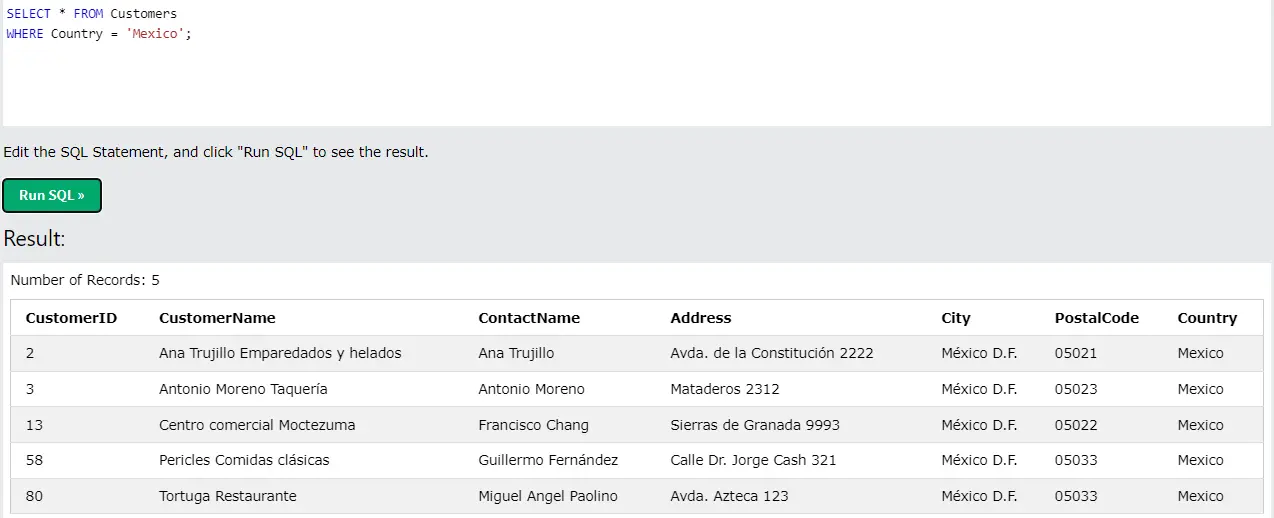 SELECT * FROM Customers
WHERE Country = 'Mexico';
Edit the SQL Statement, and click "Run SQL" to see the result.
Run SQL »
Result:
Number of Records: 5
CustomerID CustomerName ContactName Address City PostalCode Country
2 Ana Trujillo Emparedados y helados Ana Trujillo Avda. de la Constitución 2222 México D.F. 05021 Mexico
3 Antonio Moreno Taquería Antonio Moreno Mataderos 2312 México D.F. 05023 Mexico
13 Centro comercial Moctezuma Francisco Chang Sierras de Granada 9993 México D.F. 05022 Mexico
58 Pericles Comidas clásicas Guillermo Fernández Calle Dr. Jorge Cash 321 México D.F. 05033 Mexico
80 Tortuga Restaurante Miguel Angel Paolino Avda. Azteca 123 México D.F. 05033 Mexico